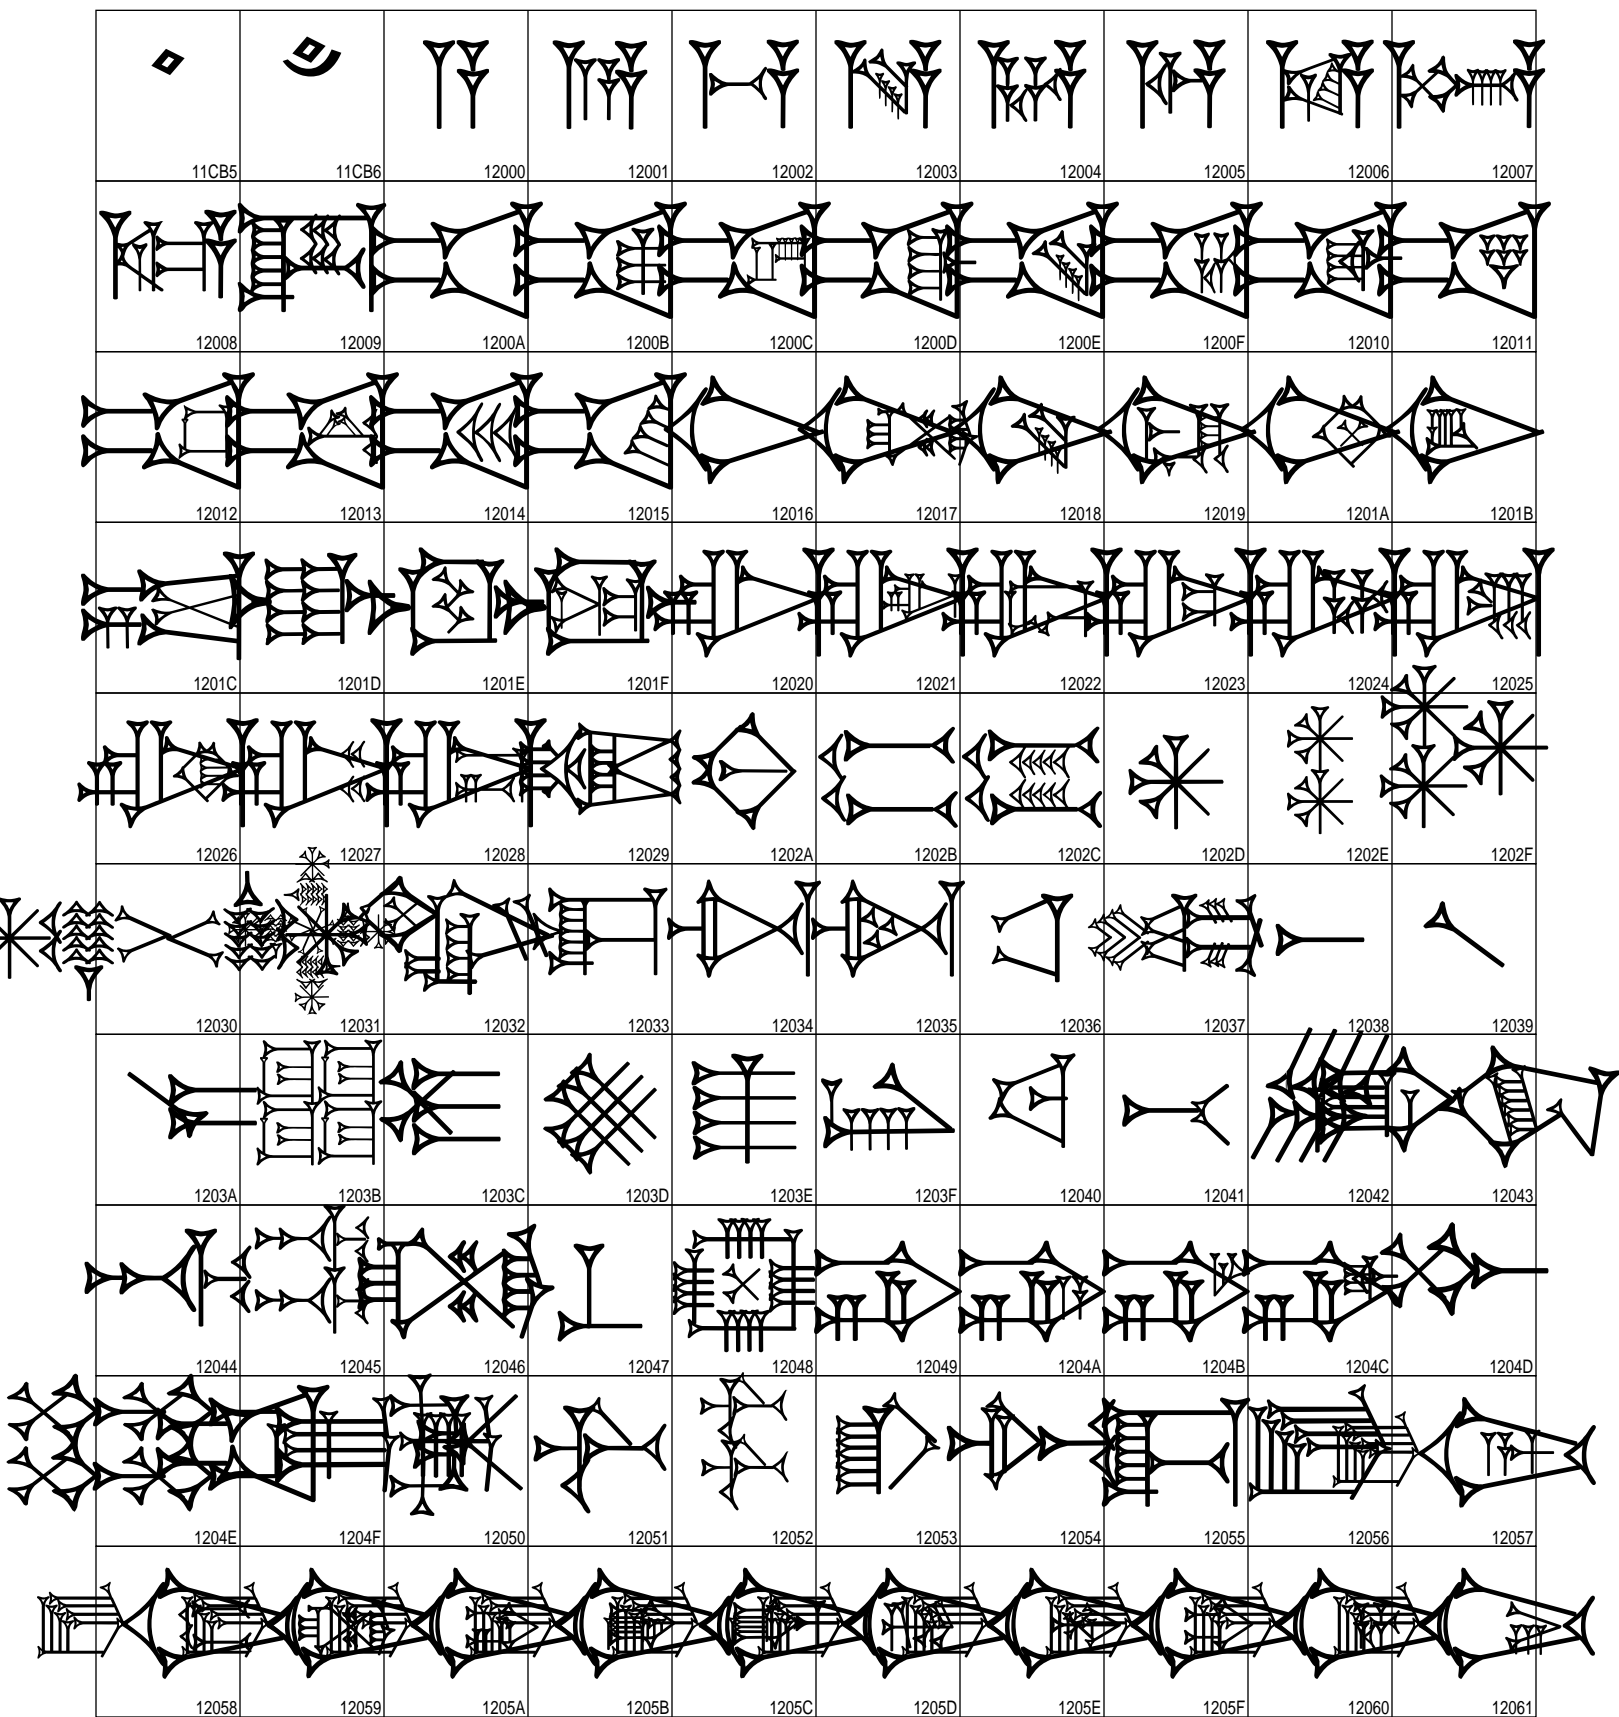 𑲵 𑲶 𒀀 𒀁 𒀂 𒀃 𒀄 𒀅 𒀆 𒀇
11CB5 11CB6 12000 12001 12002 12003 12004 12005 12006 12007
𒀈 𒀉 𒀊 𒀋 𒀌 𒀍 𒀎 𒀏 𒀐 𒀑
12008 12009 1200A 1200B 1200C 1200D 1200E 1200F 12010 12011
𒀒 𒀓 𒀔 𒀕 𒀖 𒀗 𒀘 𒀙 𒀚 𒀛
12012 12013 12014 12015 12016 12017 12018 12019 1201A 1201B
𒀜 𒀝 𒀞 𒀟 𒀠 𒀡 𒀢 𒀣 𒀤 𒀥
1201C 1201D 1201E 1201F 12020 12021 12022 12023 12024 12025
𒀦 𒀧 𒀨 𒀩 𒀪 𒀫 𒀬 𒀭 𒀮 𒀯
12026 12027 12028 12029 1202A 1202B 1202C 1202D 1202E 1202F
𒀰 𒀱 𒀲 𒀳 𒀴 𒀵 𒀶 𒀷 𒀸 𒀹
12030 12031 12032 12033 12034 12035 12036 12037 12038 12039
𒀺 𒀻 𒀼 𒀽 𒀾 𒀿 𒁀 𒁁 𒁂 𒁃
1203A 1203B 1203C 1203D 1203E 1203F 12040 12041 12042 12043
𒁄 𒁅 𒁆 𒁇 𒁈 𒁉 𒁊 𒁋 𒁌 𒁍
12044 12045 12046 12047 12048 12049 1204A 1204B 1204C 1204D
𒁎 𒁏 𒁐 𒁑 𒁒 𒁓 𒁔 𒁕 𒁖 𒁗
1204E 1204F 12050 12051 12052 12053 12054 12055 12056 12057
𒁘 𒁙 𒁚 𒁛 𒁜 𒁝 𒁞 𒁟 𒁠 𒁡
12058 12059 1205A 1205B 1205C 1205D 1205E 1205F 12060 12061